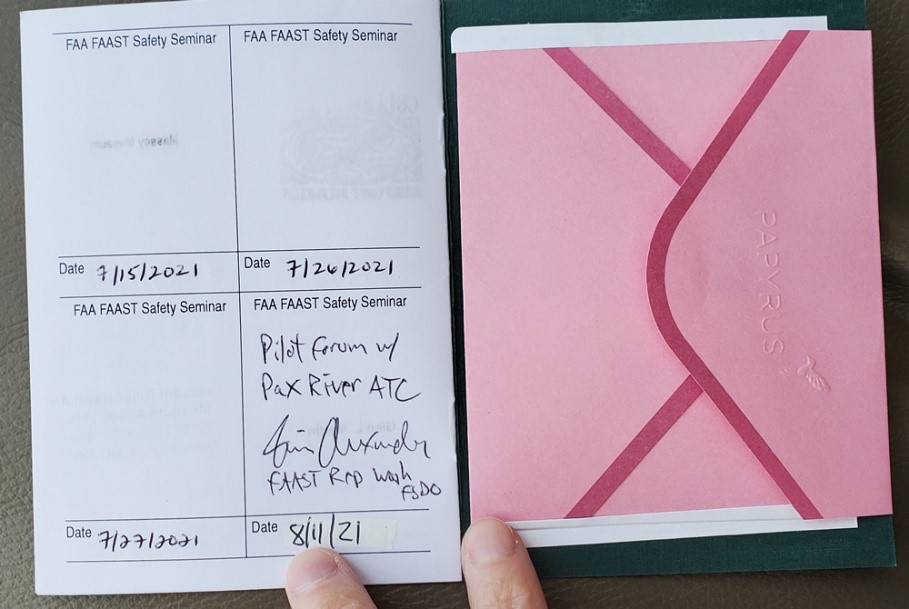 FAA FAAST Safety Seminar
FAA FAAST Safety Seminar
Date 7/15/2021
Date 7/26/2021
FAA FAAST Safety Seminar
FAA FAAST Safety Seminar
Pilot Forum w/
Pax River ATC
FAAST Rep Wash
FSDO
Date 7/27/2021
Date 8/11/21
PAPYRUS